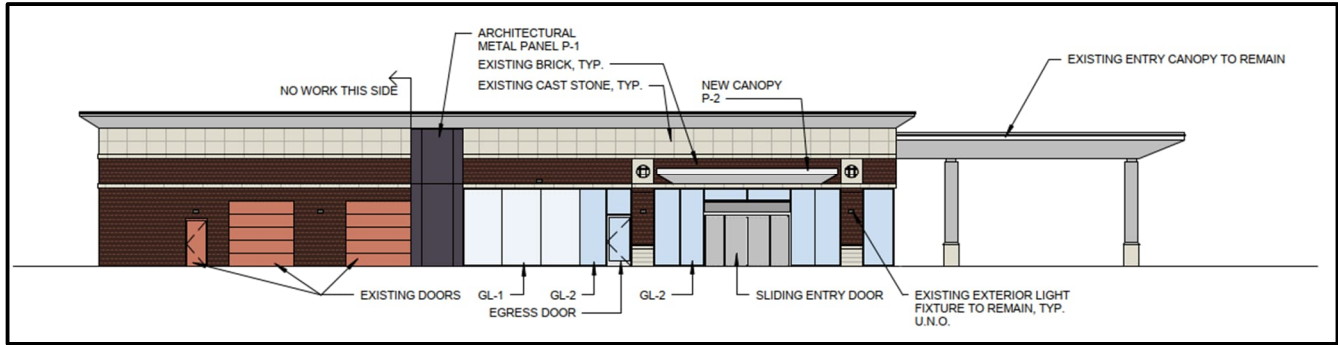 ARCHITECTURAL
METAL PANEL P-1
EXISTING BRICK, TYP.
EXISTING CAST STONE, TYP.
NO WORK THIS SIDE
NEW CANOPY
P-2
EXISTING ENTRY CANOPY TO REMAIN
EXISTING DOORS
GL-1
GL-2
EGRESS DOOR
GL-2
SLIDING ENTRY DOOR
EXISTING EXTERIOR LIGHT
FIXTURE TO REMAIN, TYP.
U.N.O.